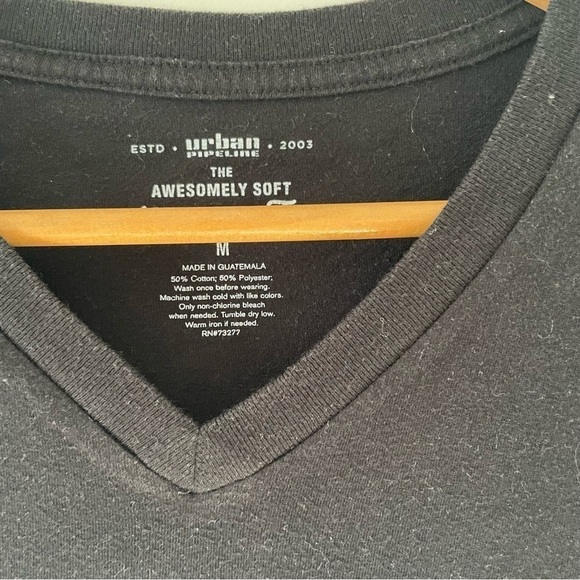 ESTD • urban • 2003
PIPELINE
THE
AWESOMELY SOFT
M
MADE IN GUATEMALA
50% Cotton; 50% Polyester;
Wash once before wearing.
Machine wash cold with like colors.
Only non-chlorine bleach
when needed. Tumble dry low.
Warm iron if needed.
RN#73277